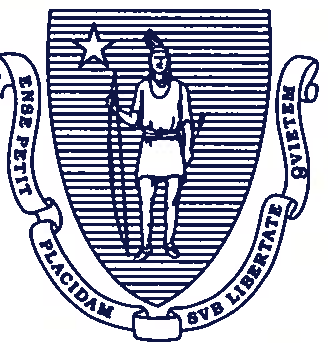 ENSE PETIT
PLACIDAM
SVB LIBERTATE
QVIETEM